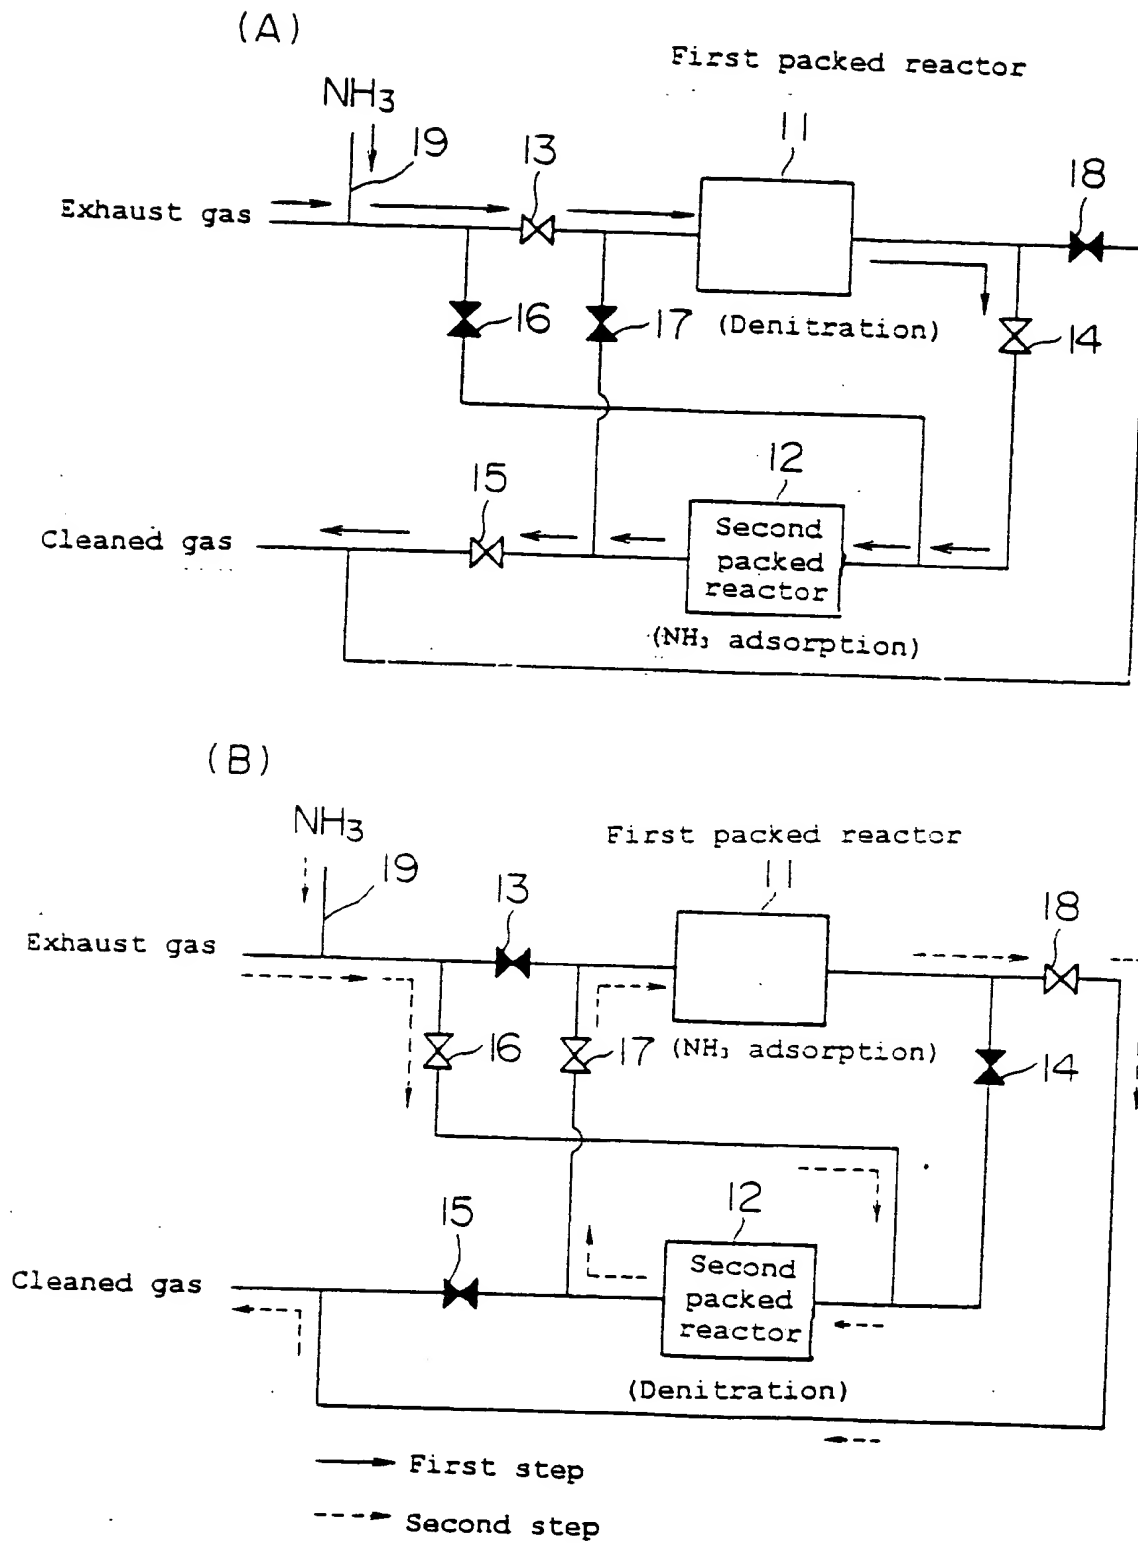 (A)
First packed reactor
NH3
11
19
13
18
Exhaust gas
16
17 (Denitration)
14
12
15
Second
packed
reactor
Cleaned gas
(NH₃ adsorption)
(B)
NH3
First packed reactor
11
19
13
18
Exhaust gas
16
17 (NH₃ adsorption)
14
12
15
Second
packed
reactor
Cleaned gas
(Denitration)
First step
Second step